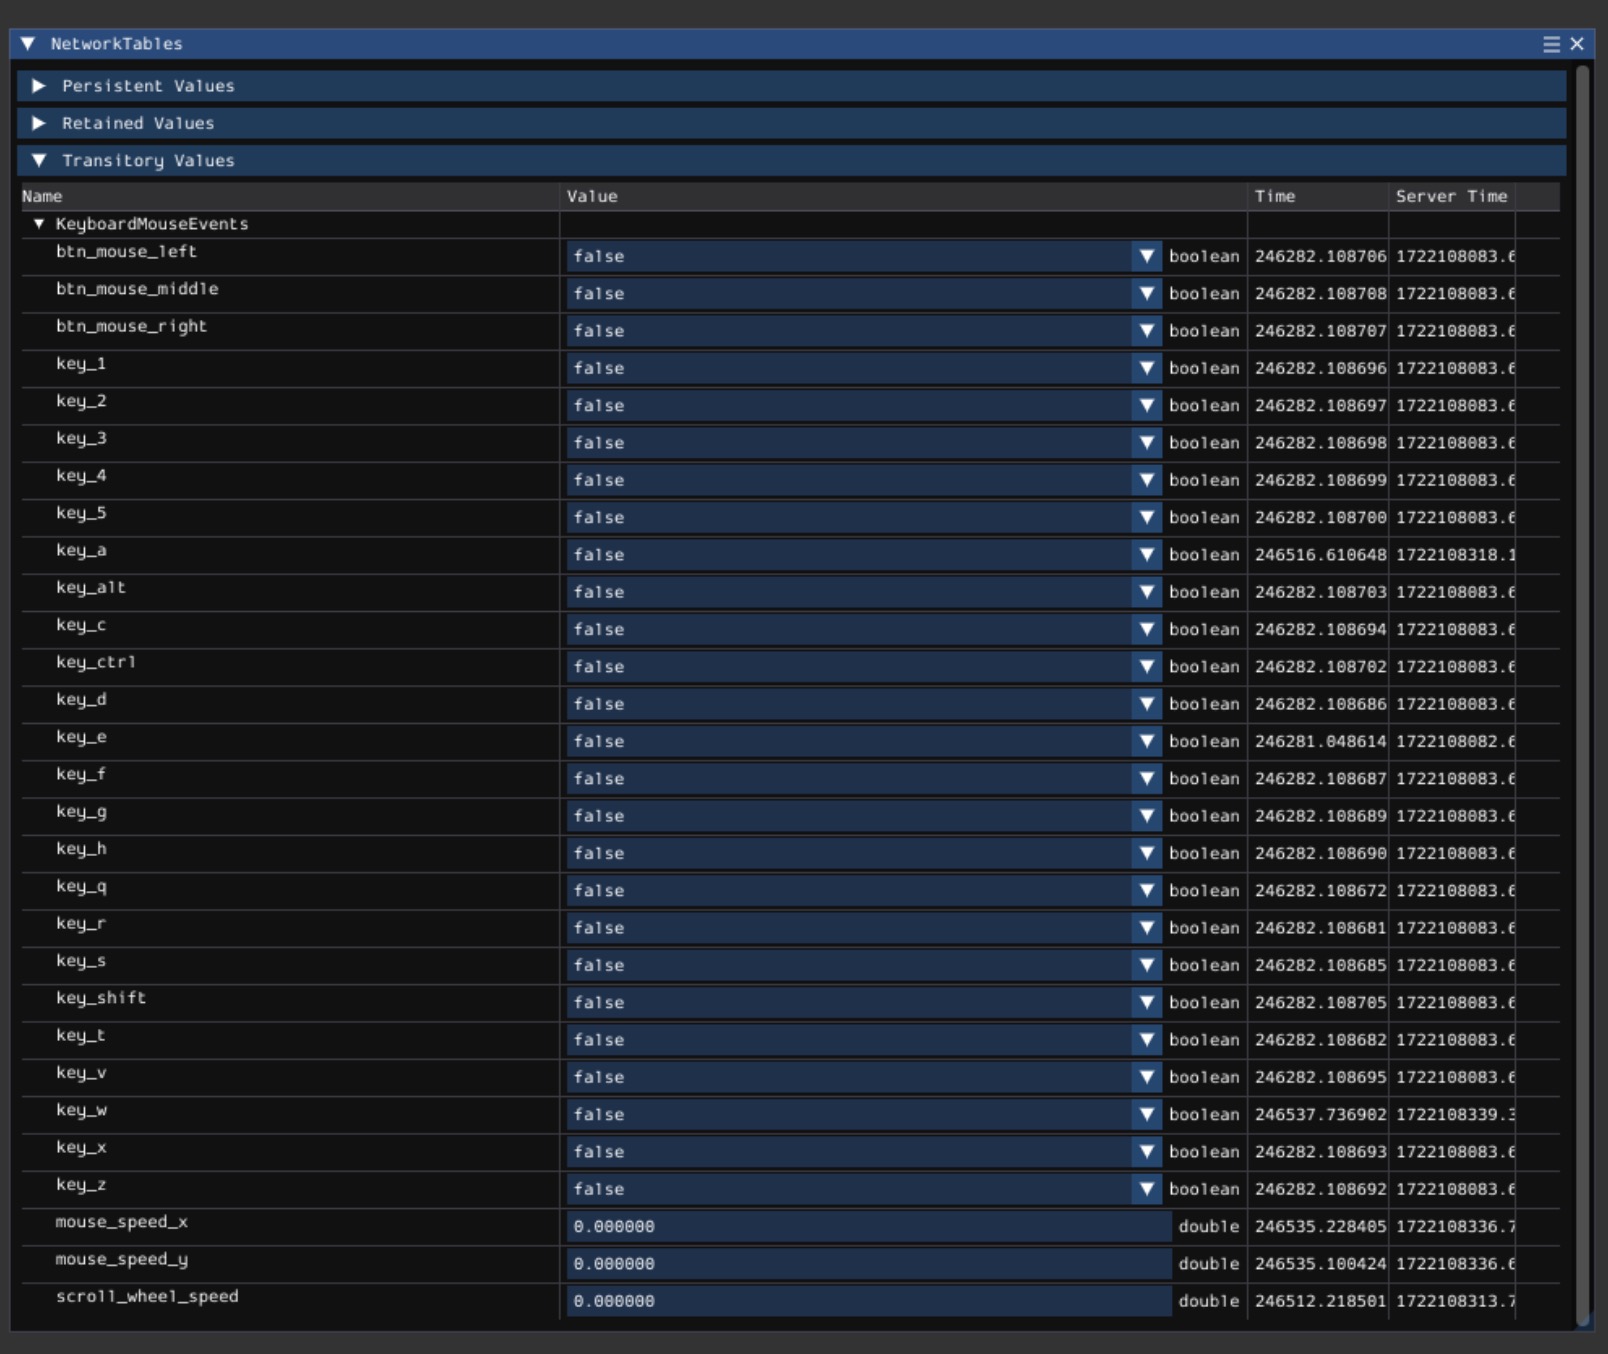 NetworkTables
Persistent Values
Retained Values
Transitory Values
Name Value Time Server Time
KeyboardMouseEvents
btn_mouse_left false boolean 246282.108706 1722108083.6
btn_mouse_middle false boolean 246282.108708 1722108083.6
btn_mouse_right false boolean 246282.108707 1722108083.6
key_1 false boolean 246282.108696 1722108083.6
key_2 false boolean 246282.108697 1722108083.6
key_3 false boolean 246282.108698 1722108083.6
key_4 false boolean 246282.108699 1722108083.6
key_5 false boolean 246282.108700 1722108083.6
key_a false boolean 246516.610648 1722108318.1
key_alt false boolean 246282.108703 1722108083.6
key_c false boolean 246282.108694 1722108083.6
key_ctrl false boolean 246282.108702 1722108083.6
key_d false boolean 246282.108686 1722108083.6
key_e false boolean 246281.048614 1722108082.6
key_f false boolean 246282.108687 1722108083.6
key_g false boolean 246282.108689 1722108083.6
key_h false boolean 246282.108690 1722108083.6
key_q false boolean 246282.108672 1722108083.6
key_r false boolean 246282.108681 1722108083.6
key_s false boolean 246282.108685 1722108083.6
key_shift false boolean 246282.108705 1722108083.6
key_t false boolean 246282.108682 1722108083.6
key_v false boolean 246282.108695 1722108083.6
key_w false boolean 246537.736902 1722108339.3
key_x false boolean 246282.108693 1722108083.6
key_z false boolean 246282.108692 1722108083.6
mouse_speed_x 0.000000 double 246535.228405 1722108336.7
mouse_speed_y 0.000000 double 246535.100424 1722108336.6
scroll_wheel_speed 0.000000 double 246512.218501 1722108313.7